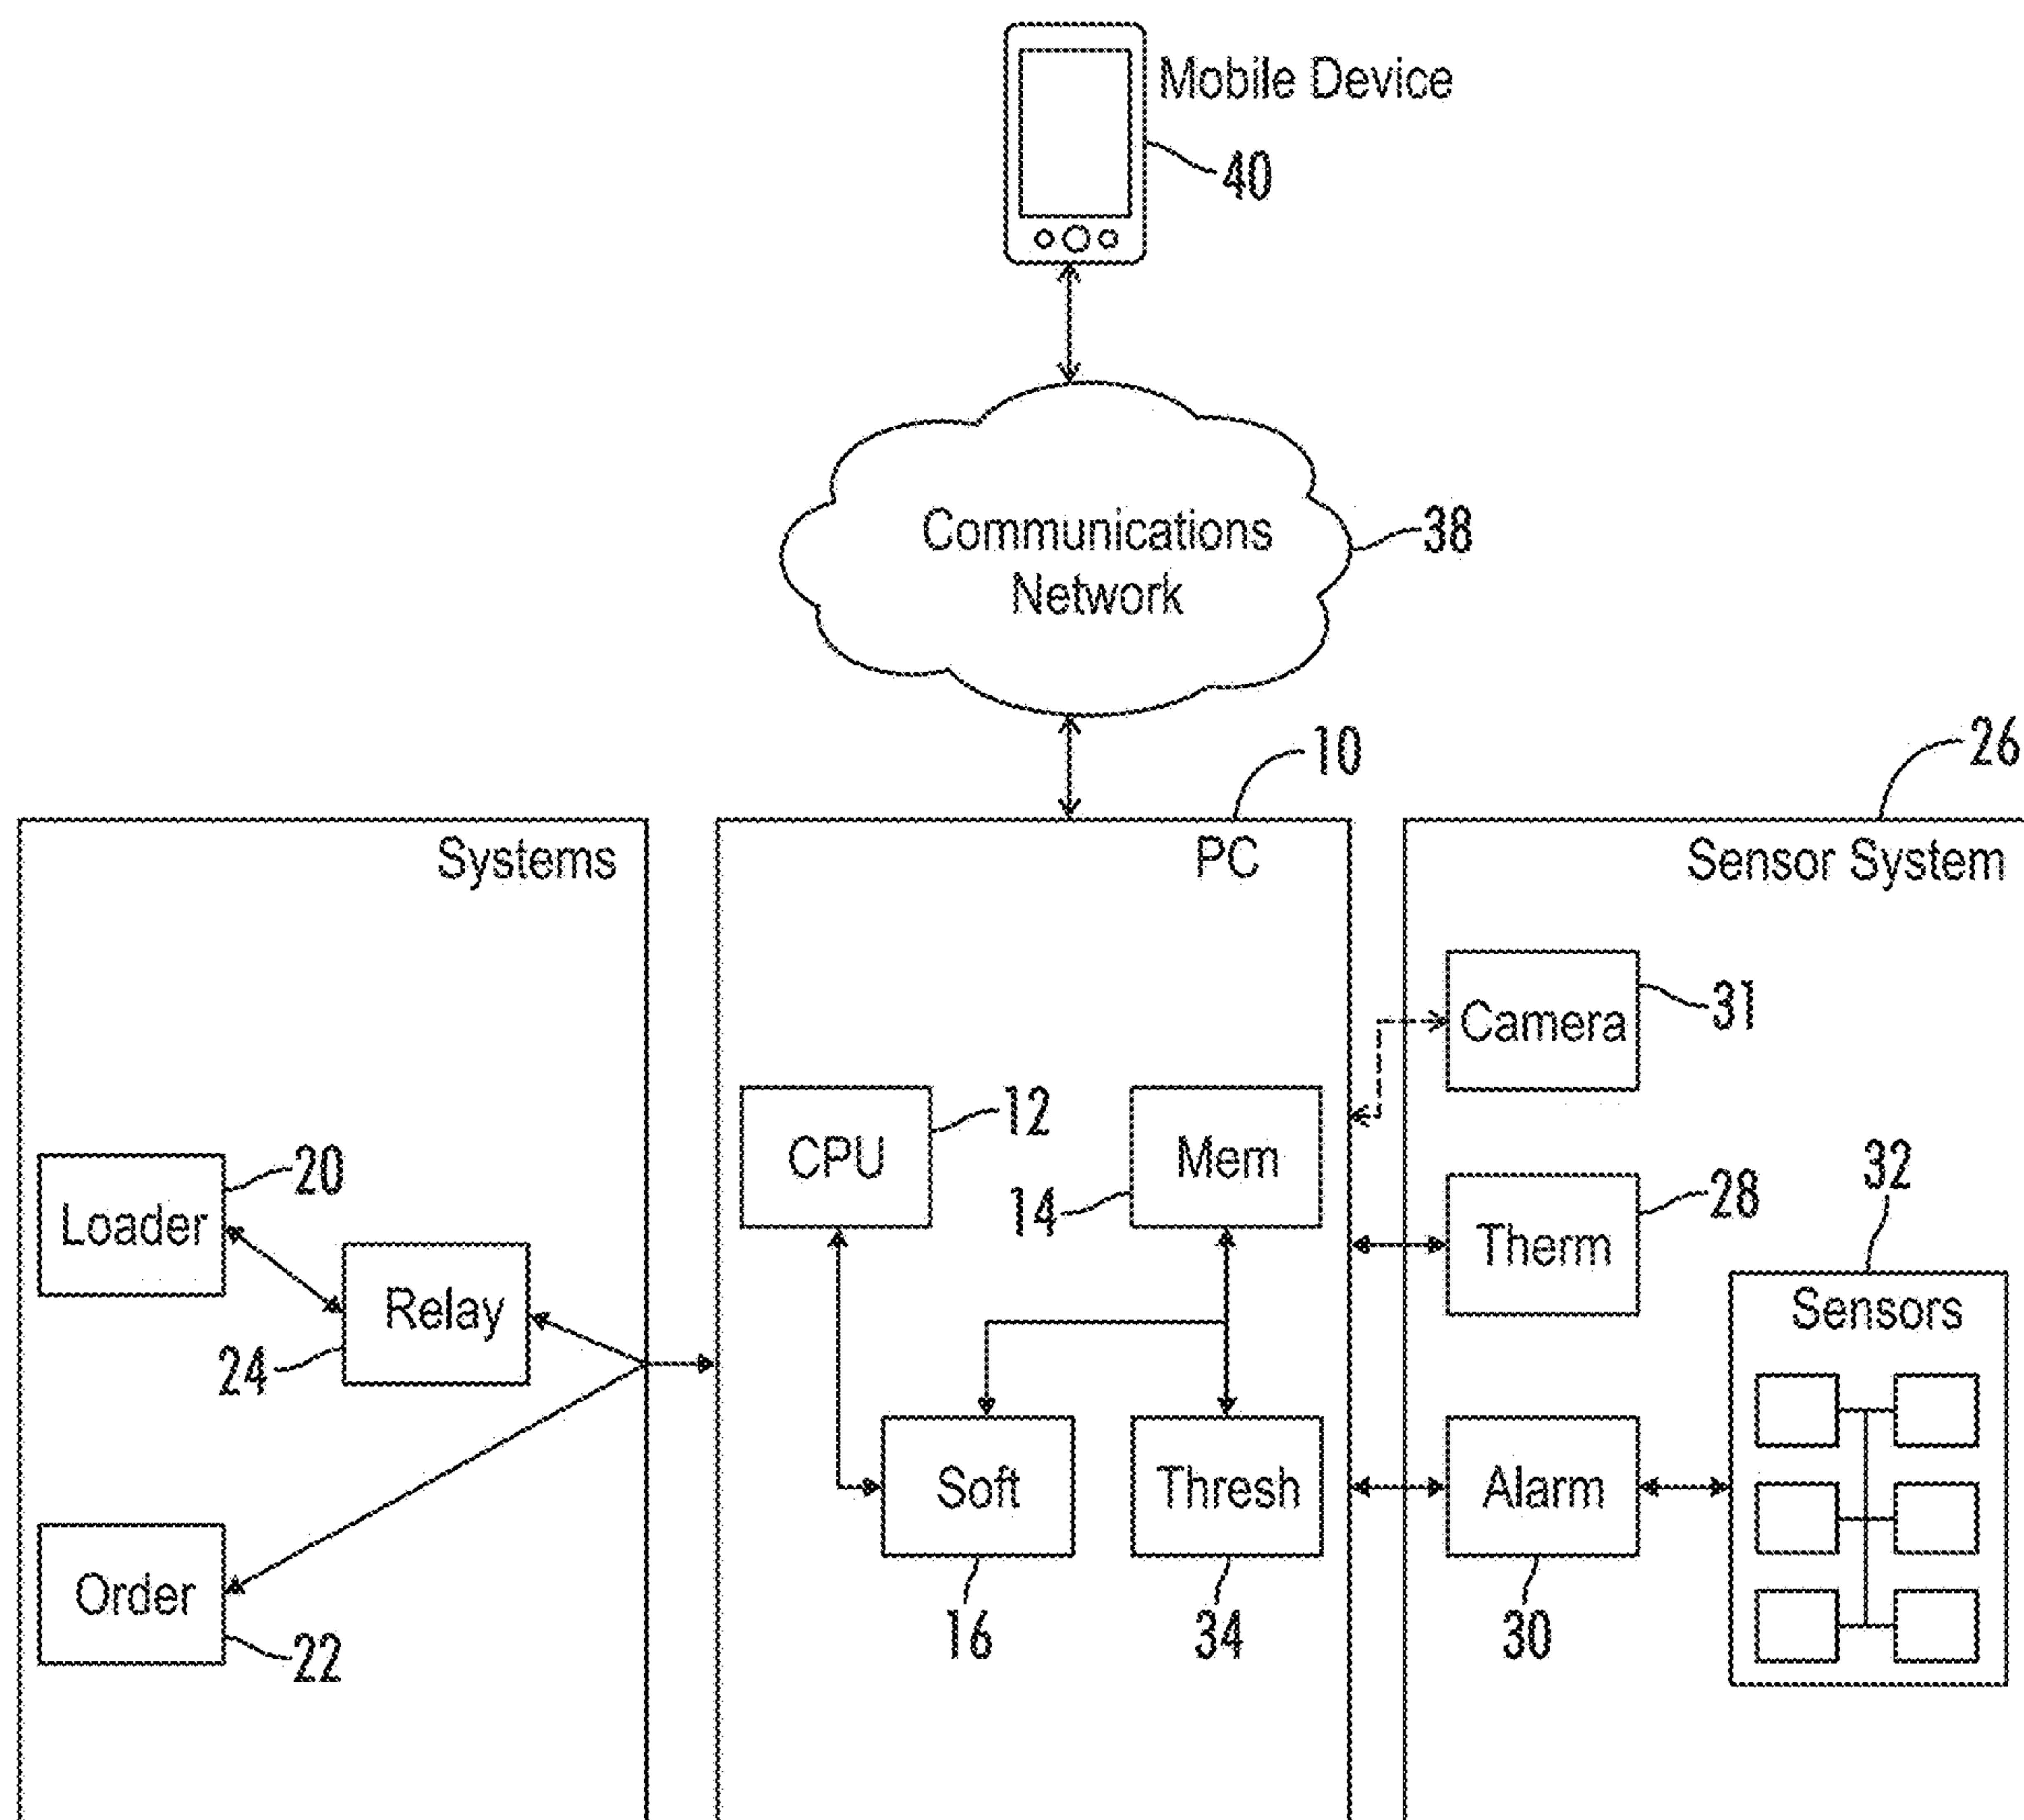 Mobile Device
40
Communications
Network
38
10
26
Systems
PC
Sensor System
Camera
31
CPU
12
Mem
14
Loader
20
Therm
28
32
Sensors
Relay
24
Soft
Thresh
Alarm
Order
22
16
34
30